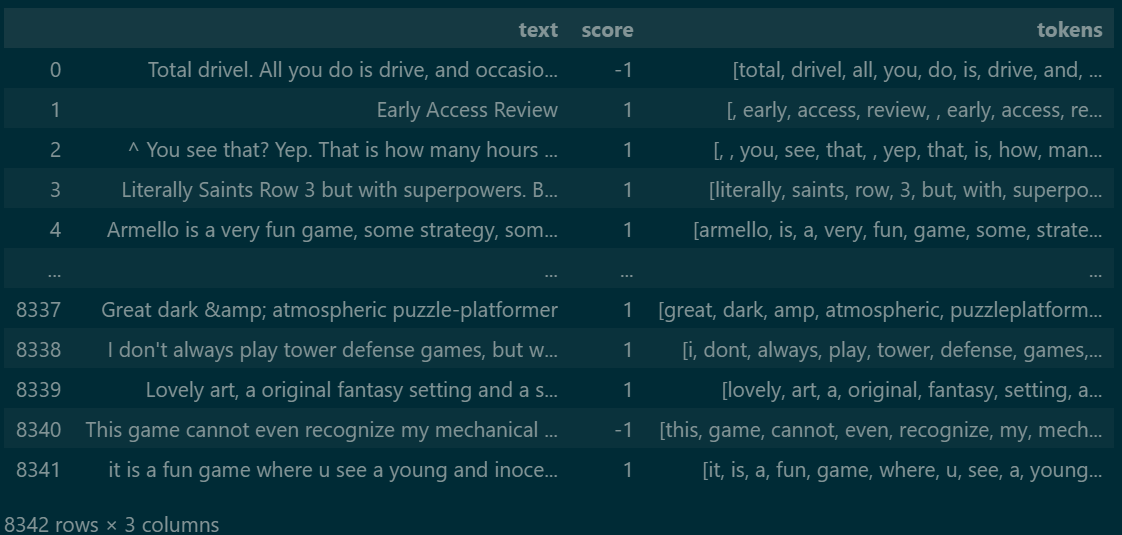 text score tokens
0 Total drivel. All you do is drive, and occasio... -1 [total, drivel, all, you, do, is, drive, and, ...
1 Early Access Review 1 [, early, access, review, , early, access, re...
2 ^ You see that? Yep. That is how many hours ... 1 [, , you, see, that, , yep, that, is, how, man...
3 Literally Saints Row 3 but with superpowers. B... 1 [literally, saints, row, 3, but, with, superpo...
4 Armello is a very fun game, some strategy, som... 1 [armello, is, a, very, fun, game, some, strate...
... ... ... ...
8337 Great dark &amp; atmospheric puzzle-platformer 1 [great, dark, amp, atmospheric, puzzleplatform...
8338 I don't always play tower defense games, but w... 1 [i, dont, always, play, tower, defense, games,...
8339 Lovely art, a original fantasy setting and a s... 1 [lovely, art, a, original, fantasy, setting, a...
8340 This game cannot even recognize my mechanical ... -1 [this, game, cannot, even, recognize, my, mech...
8341 it is a fun game where u see a young and inoce... 1 [it, is, a, fun, game, where, u, see, a, young...
8342 rows × 3 columns